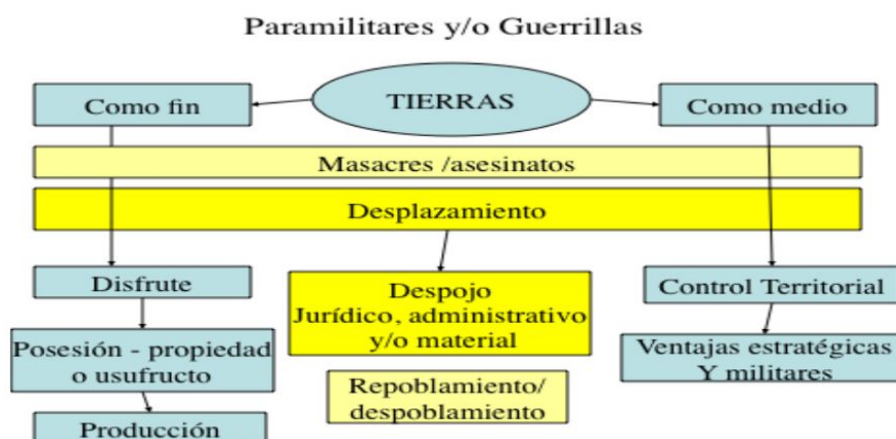 Paramilitares y/o Guerrillas
TIERRAS
Como fin
Como medio
Masacres /asesinatos
Desplazamiento
Disfrute
Despojo
Jurídico, administrativo
y/o material
Control Territorial
Posesión - propiedad
o usufructo
Ventajas estratégicas
Y militares
Repoblamiento/
despoblamiento
Producción